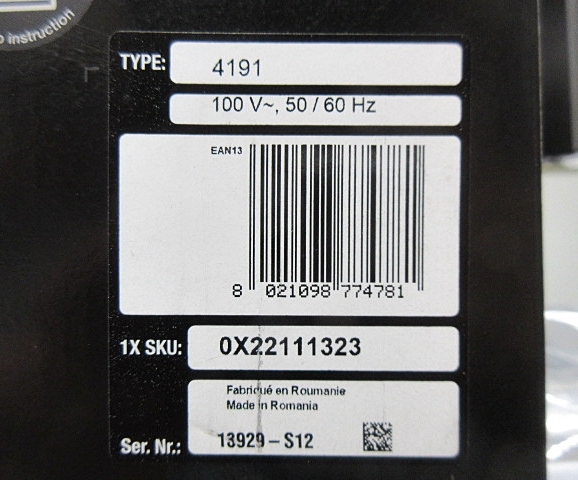 o instruction
TYPE: 4191
100 V~, 50 / 60 Hz
EAN13
8 021098 774781
1X SKU: 0X22111323
Fabriqué en Roumanie
Made in Romania
Ser. Nr.: 13929-S12